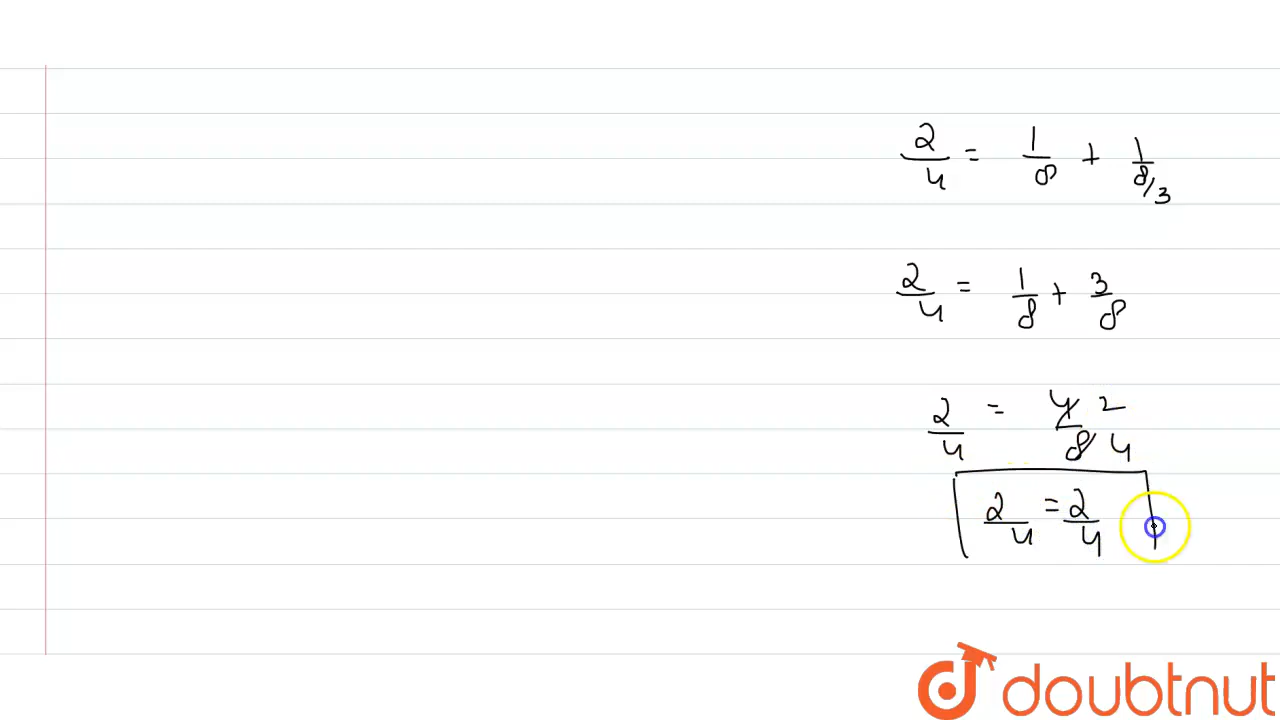 2/4 = 1/8 + 1/8/3
2/4 = 1/8 + 3/8
2/4 = 4/8 2/4
2/4 = 2/4
doubtnut